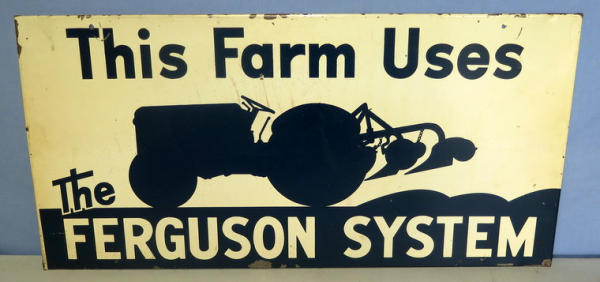 This Farm Uses
The
FERGUSON SYSTEM